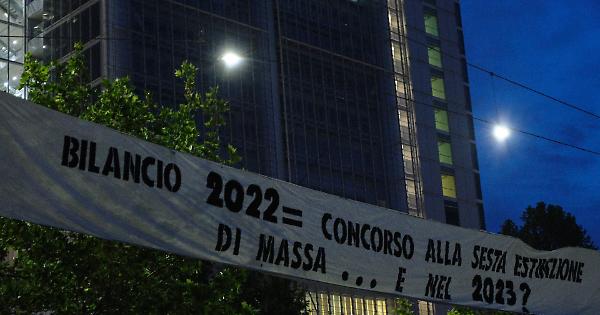 BILANCIO 2022= CONCORSO ALLA SESTA ESTINZIONE
DI MASSA ... E NEL 2023?